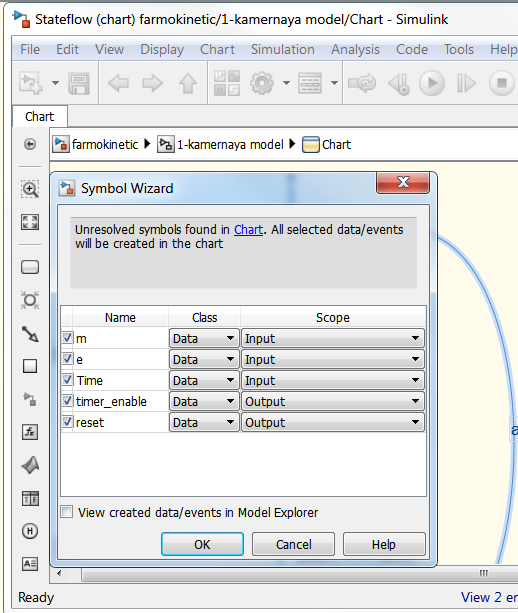 Stateflow (chart) farmokinetic/1-kamernaya model/Chart - Simulink
File Edit View Display Chart Simulation Analysis Code Tools Help
Chart
farmokinetic 1-kamernaya model Chart
Symbol Wizard
Unresolved symbols found in Chart. All selected data/events
will be created in the chart
Name Class Scope
m Data Input
e Data Input
Time Data Input
timer_enable Data Output
reset Data Output
View created data/events in Model Explorer
OK Cancel Help
Ready View 2 er